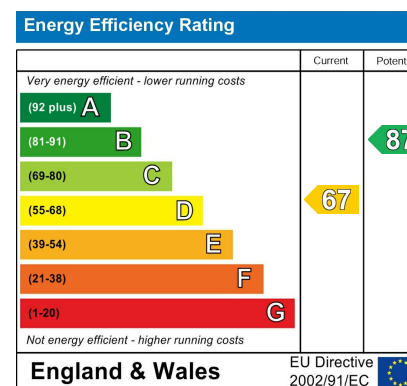 Energy Efficiency Rating
Current
Potent
Very energy efficient - lower running costs
(92 plus) A
(81-91) B
87
(69-80) C
(55-68) D
67
(39-54) E
(21-38) F
(1-20) G
Not energy efficient - higher running costs
England & Wales
EU Directive
2002/91/EC